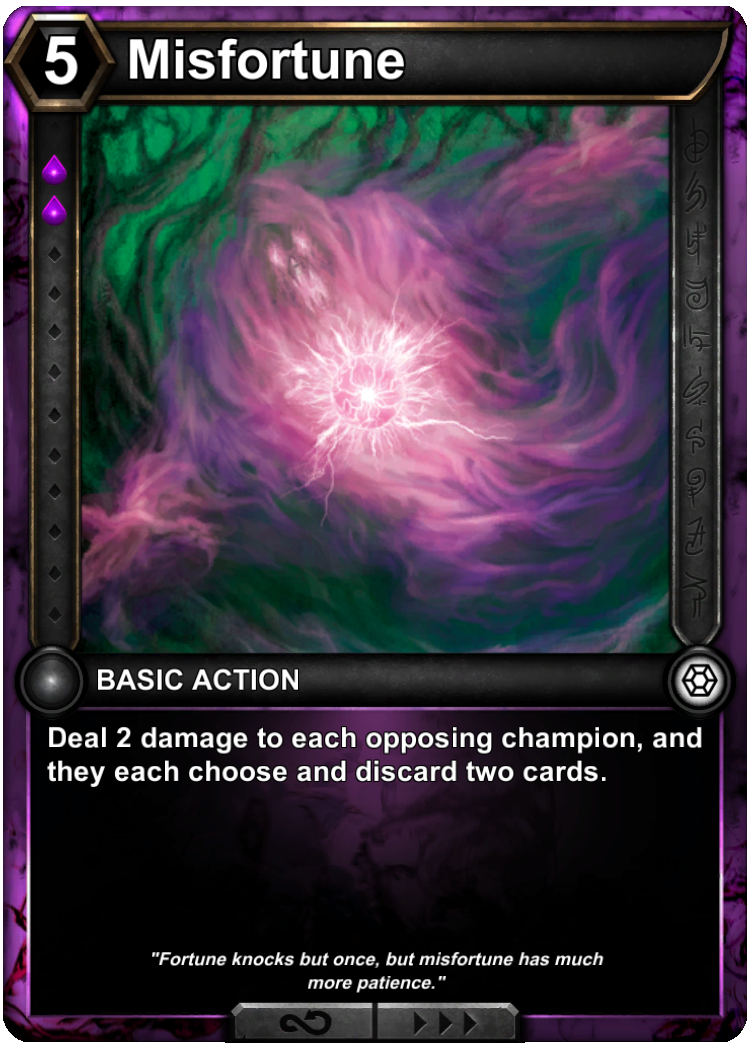 5 Misfortune
BASIC ACTION
Deal 2 damage to each opposing champion, and
they each choose and discard two cards.
"Fortune knocks but once, but misfortune has much
more patience."